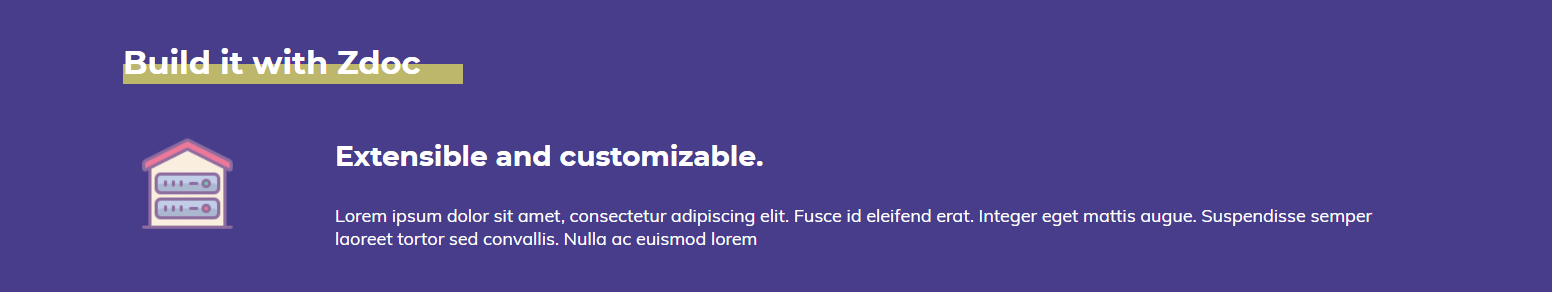 Build it with Zdoc
Extensible and customizable.
Lorem ipsum dolor sit amet, consectetur adipiscing elit. Fusce id eleifend erat. Integer eget mattis augue. Suspendisse semper
laoreet tortor sed convallis. Nulla ac euismod lorem